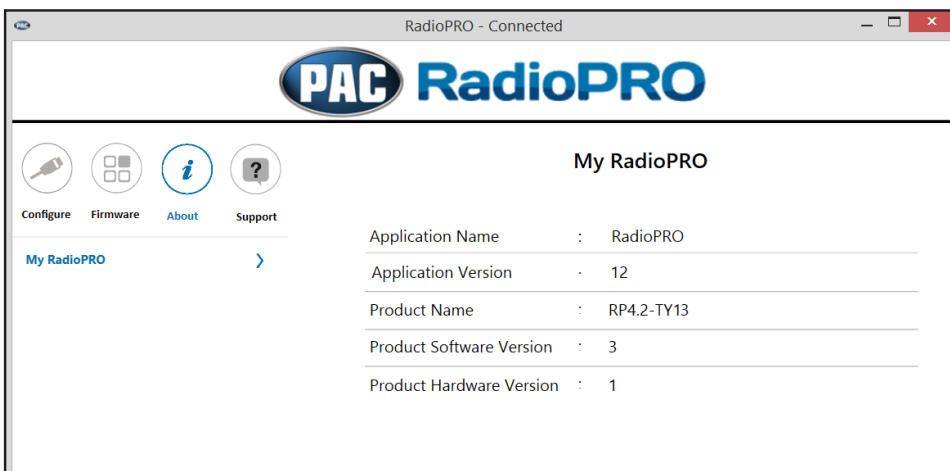 PAC
RadioPRO - Connected
PAC RadioPRO
Configure Firmware About Support
My RadioPRO
My RadioPRO
Application Name : RadioPRO
Application Version · 12
Product Name : RP4.2-TY13
Product Software Version : 3
Product Hardware Version : 1